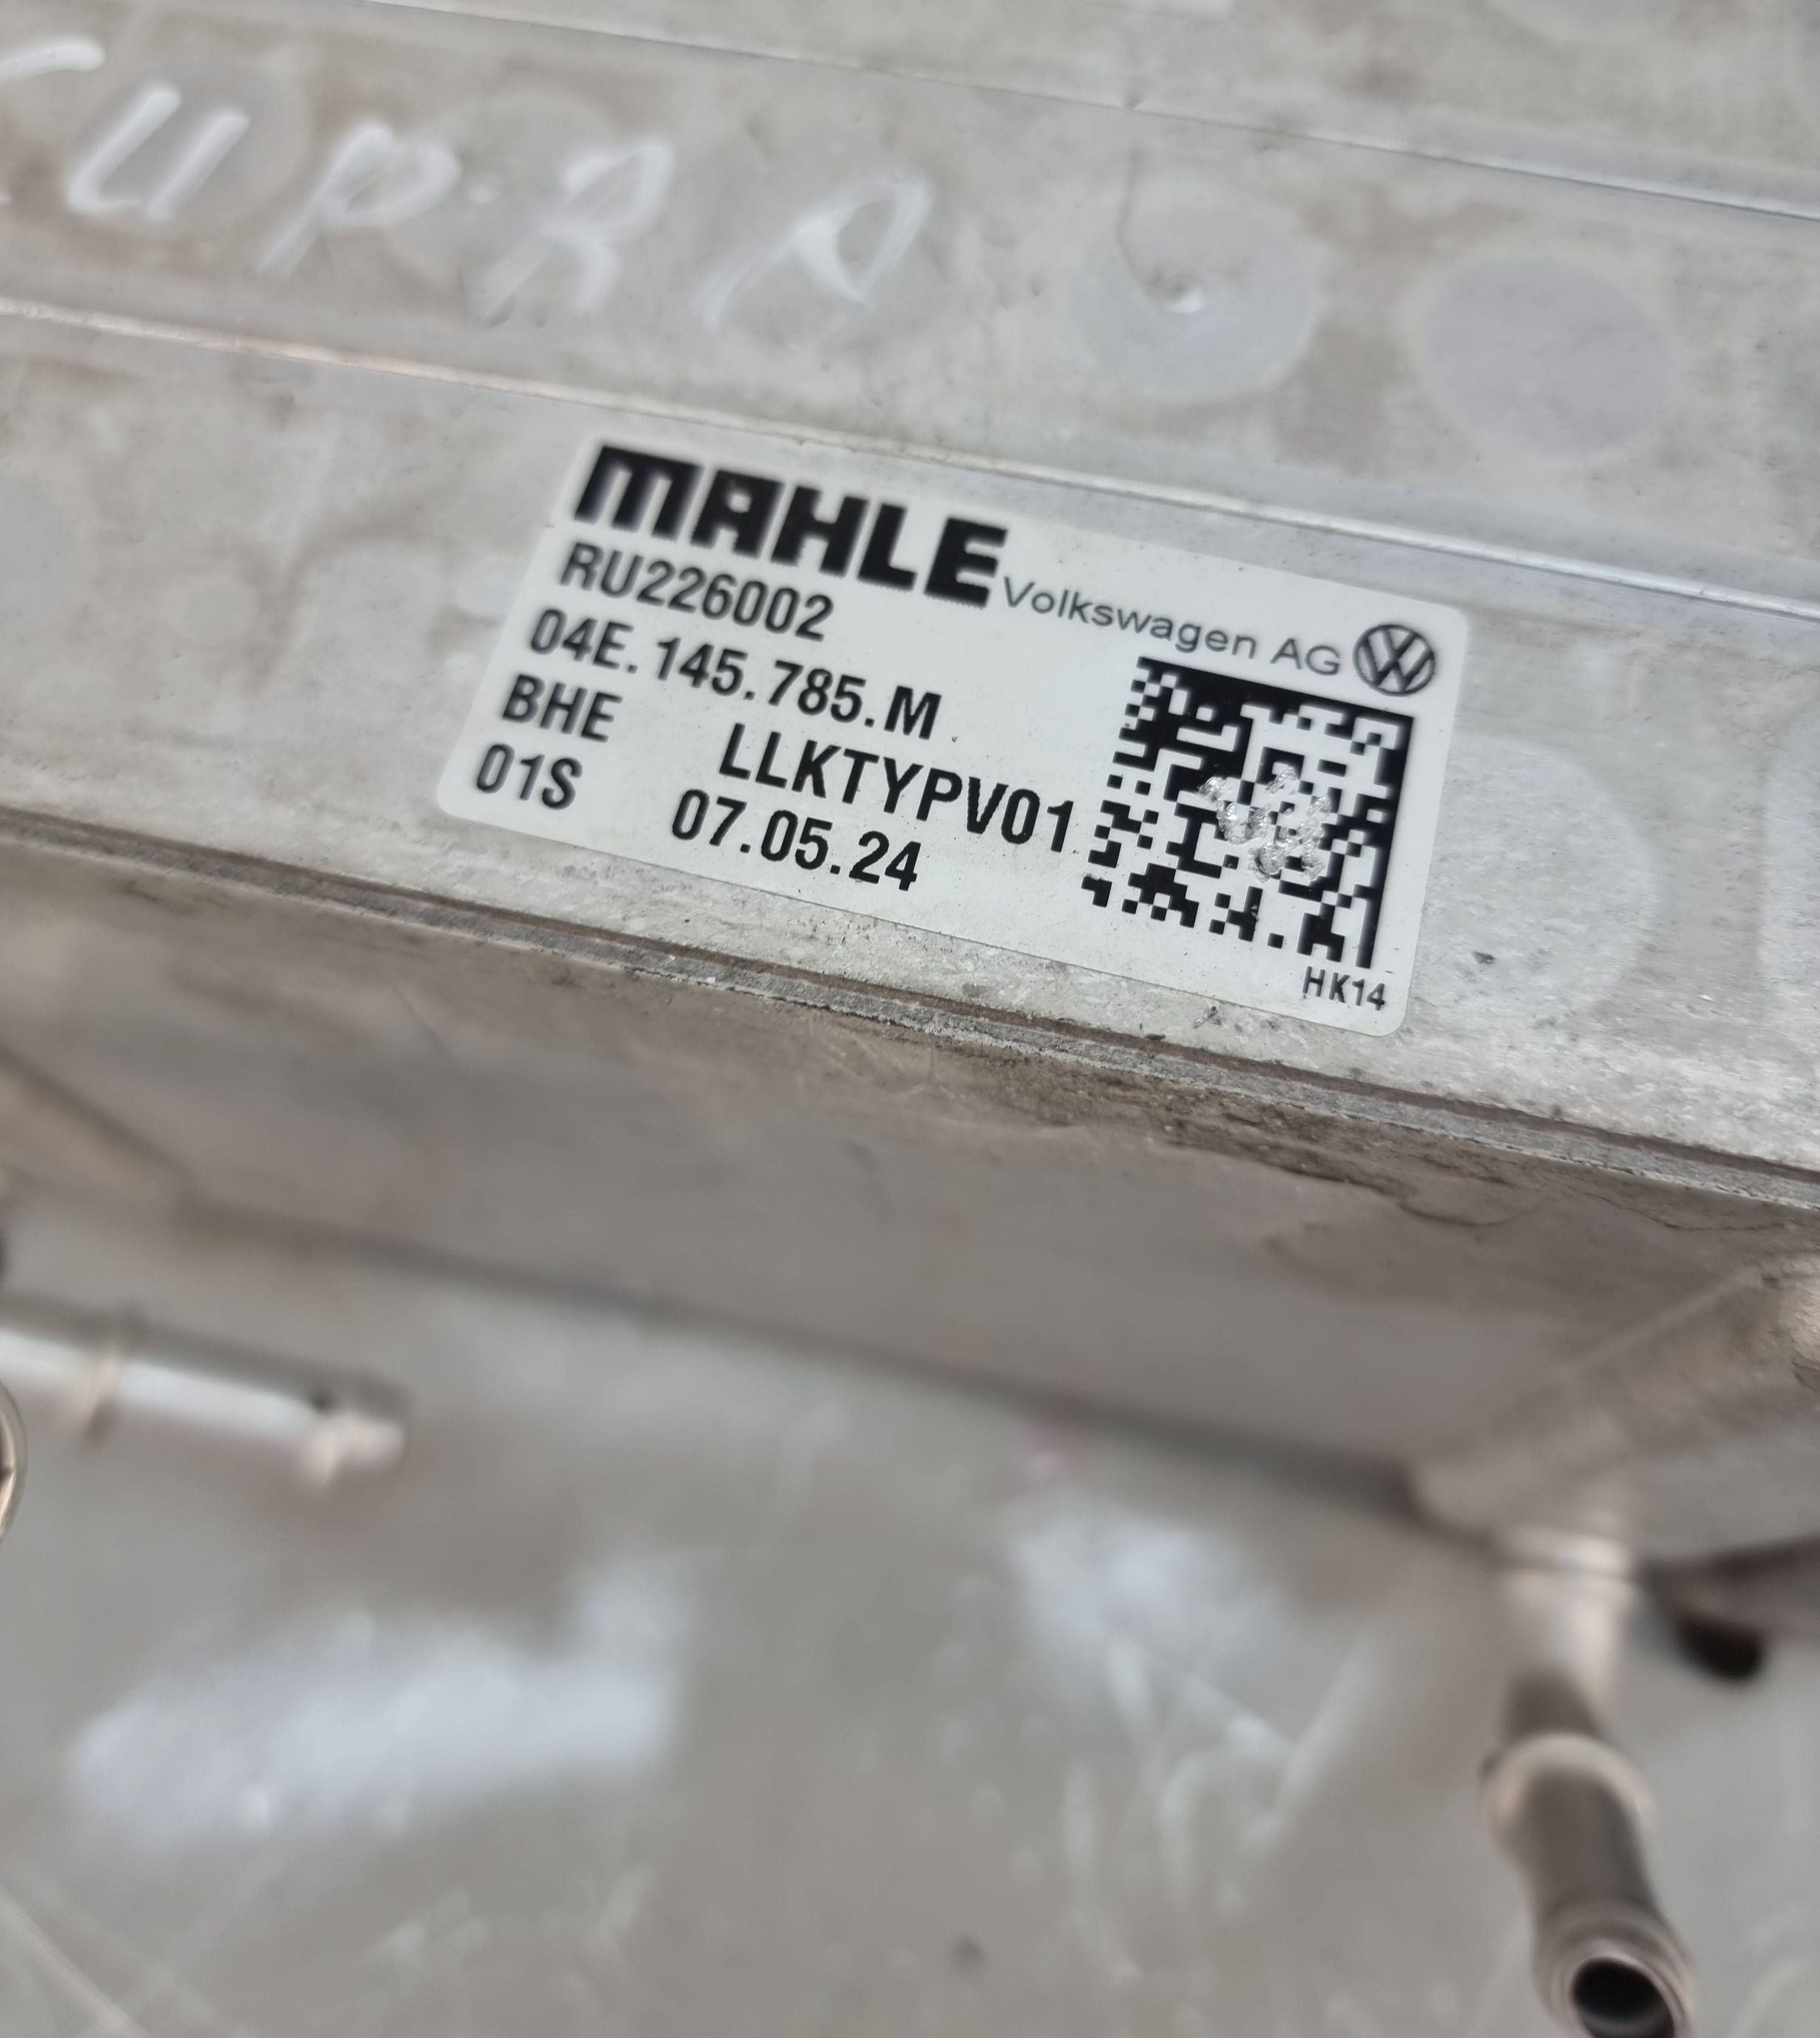 CUPRA
MAHLE Volkswagen AG
RU226002
04E.145.785.M
BHE LLKTYPV01
01S 07.05.24
HK14